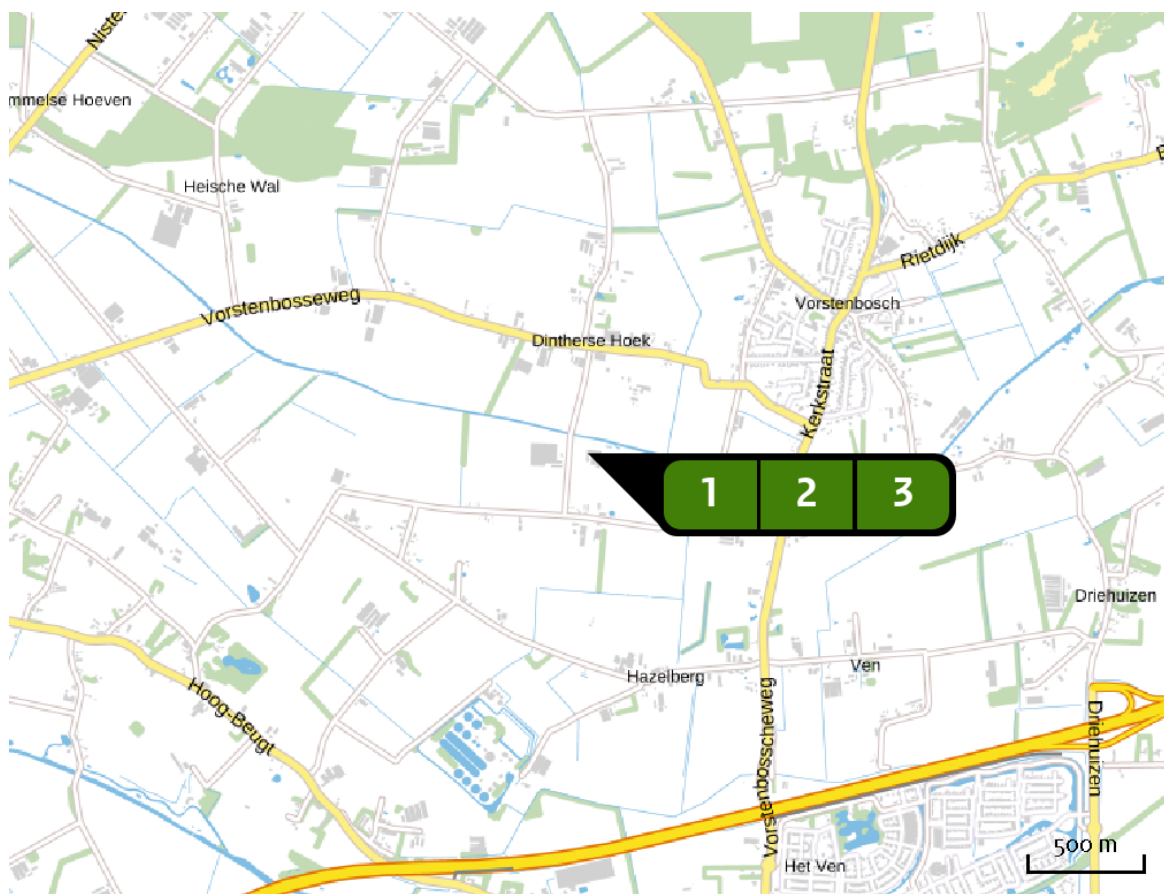 Niste
mmelse Hoeven
Heische Wal
Rietdijk
Vorstenbosseweg
Vorstenbosch
Dintherse Hoek
Kerkstraat
1 2 3
Driehuizen
Ven
Hazelberg
Hoog-Beugt
Vorstenbosscheweg
Driehuizen
500 m
Het Ven